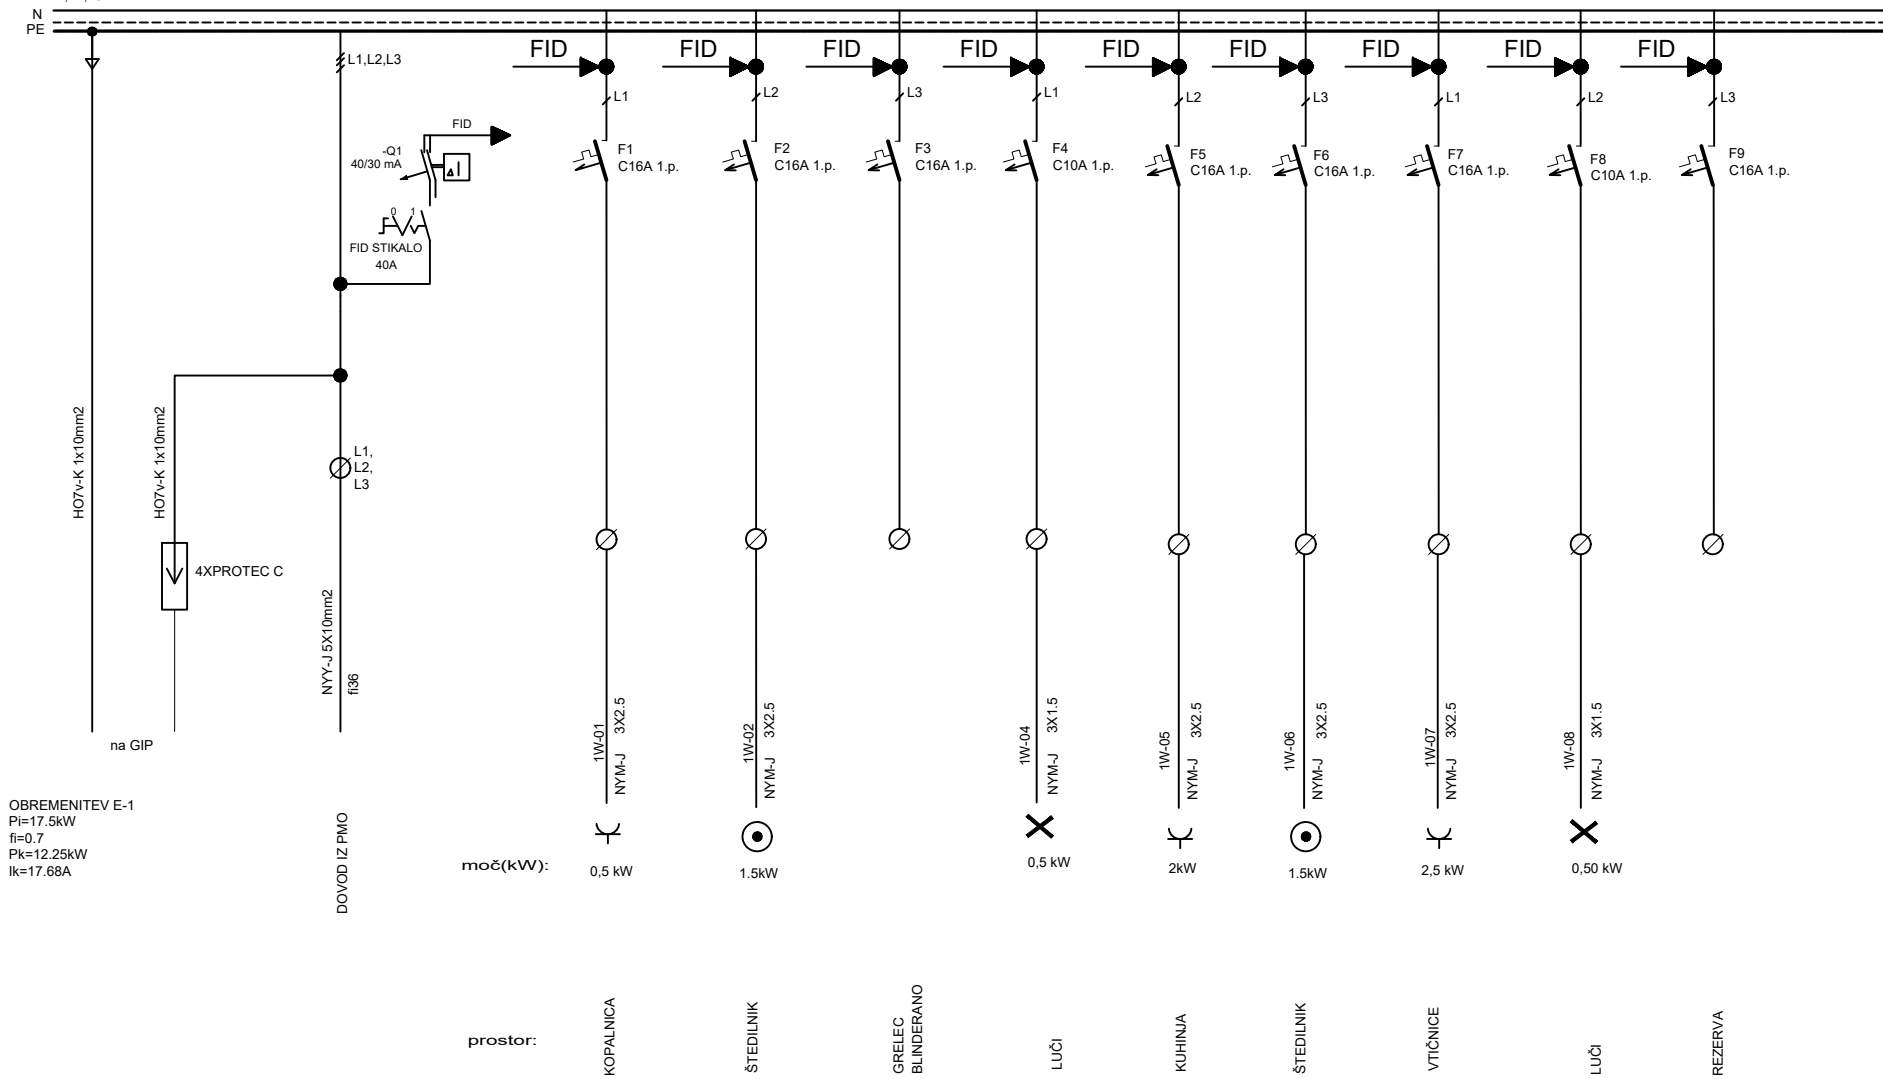 N
PE
L1,L2,L3
FID
-Q1
40/30 mA
0 1
FID STIKALO
40A
FID
FID
FID
FID
FID
FID
FID
FID
FID
L1
L2
L3
L1
L2
L3
L1
L2
L3
F1
C16A 1.p.
F2
C16A 1.p.
F3
C16A 1.p.
F4
C10A 1.p.
F5
C16A 1.p.
F6
C16A 1.p.
F7
C16A 1.p.
F8
C10A 1.p.
F9
C16A 1.p.
HO7v-K 1x10mm2
HO7v-K 1x10mm2
L1,
L2,
L3
4XPROTEC C
NYY-J 5X10mm2
fi36
na GIP
1W-01
NYM-J 3X2.5
1W-02
NYM-J 3X2.5
1W-04
NYM-J 3X1.5
1W-05
NYM-J 3X2.5
1W-06
NYM-J 3X2.5
1W-07
NYM-J 3X2.5
1W-08
NYM-J 3X1.5
OBREMENITEV E-1
Pi=17.5kW
fi=0.7
Pk=12.25kW
Ik=17.68A
DOVOD IZ PMO
moč(kW):
0,5 kW
1.5kW
0,5 kW
2kW
1.5kW
2,5 kW
0,50 kW
prostor:
KOPALNICA
ŠTEDILNIK
GRELEC
BLINDERANO
LUČI
KUHINJA
ŠTEDILNIK
VTIČNICE
LUČI
REZERVA